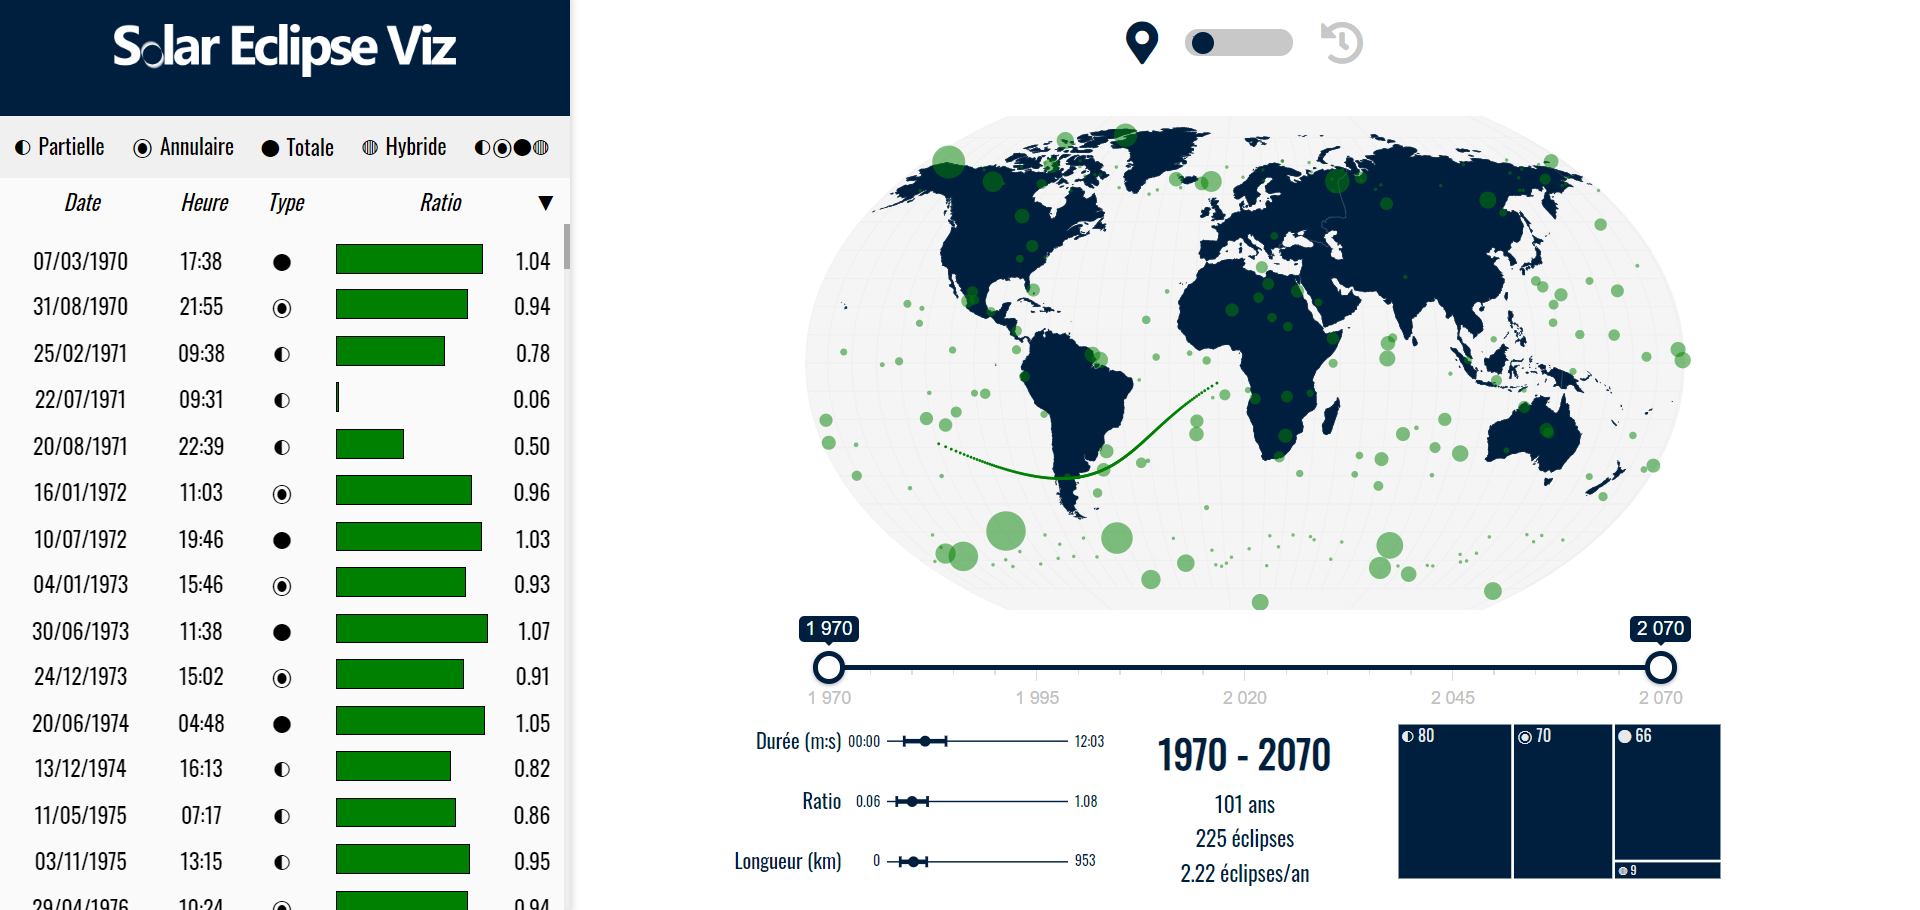 Solar Eclipse Viz
Partielle Annulaire Totale Hybride
Date Heure Type Ratio ▼
07/03/1970 17:38 1.04
31/08/1970 21:55 0.94
25/02/1971 09:38 0.78
22/07/1971 09:31 0.06
20/08/1971 22:39 0.50
16/01/1972 11:03 0.96
10/07/1972 19:46 1.03
04/01/1973 15:46 0.93
30/06/1973 11:38 1.07
24/12/1973 15:02 0.91
20/06/1974 04:48 1.05
13/12/1974 16:13 0.82
11/05/1975 07:17 0.86
03/11/1975 13:15 0.95
29/04/1976 10:24 0.94
1 970 2 070
1 970 1 995 2 020 2 045 2 070
Durée (m:s) 00:00 12:03
Ratio 0.06 1.08
Longueur (km) 0 953
1970 - 2070
101 ans
225 éclipses
2.22 éclipses/an
80 70 66
9